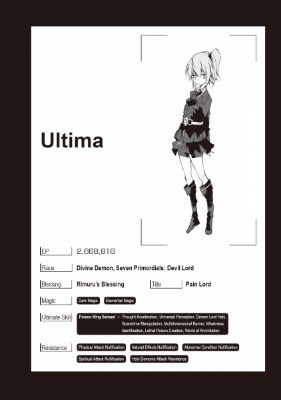 Ultima
EP 2,668,816
Race Divine Demon, Seven Primordials: Devil Lord
Blessing Rimuru's Blessing Title Pain Lord
Magic Dark Magic Elemental Magic
Ultimate Skill Poison King Samael ... Thought Acceleration, Universal Perception, Demon Lord Haki,
Spacetime Manipulation, Multidimensional Barrier, Weakness
Identification, Lethal Poison Creation, World of Annihilation
Resistance Physical Attack Nullification Natural Effects Nullification Abnormal Condition Nullification
Spiritual Attack Nullification Holy-Demonic Attack Resistance